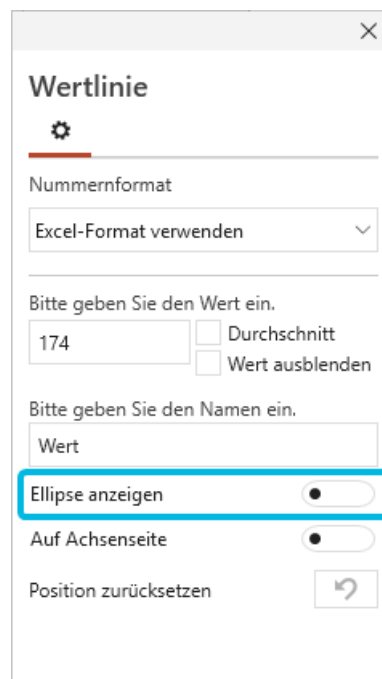 Wertlinie
Nummernformat
Excel-Format verwenden
Bitte geben Sie den Wert ein.
174
Durchschnitt
Wert ausblenden
Bitte geben Sie den Namen ein.
Wert
Ellipse anzeigen
Auf Achsenseite
Position zurücksetzen